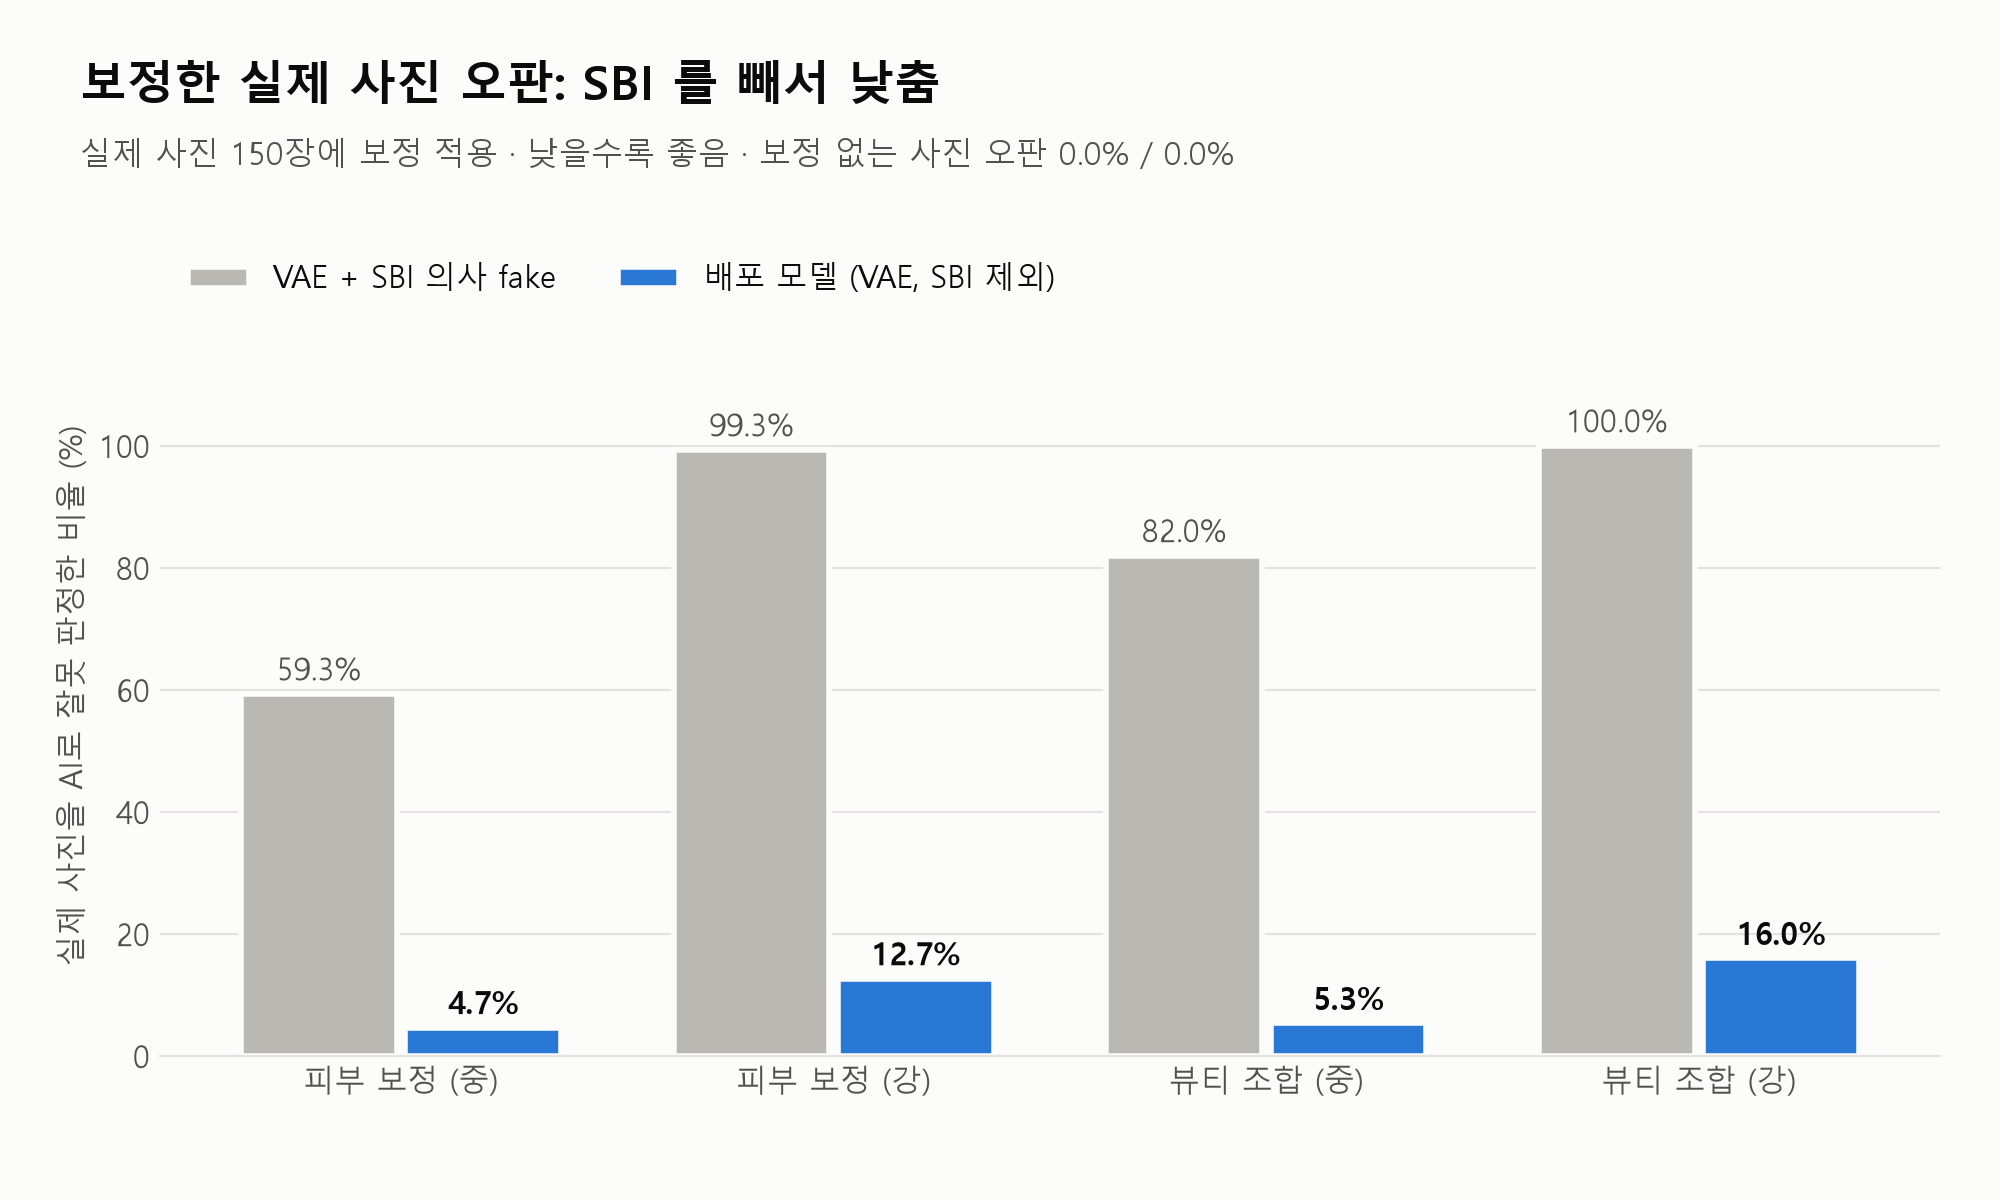 보정한 실제 사진 오판: SBI 를 빼서 낮춤
실제 사진 150장에 보정 적용 · 낮을수록 좋음 · 보정 없는 사진 오판 0.0% / 0.0%
VAE + SBI 의사 fake
배포 모델 (VAE, SBI 제외)
실제 사진을 AI로 잘못 판정한 비율 (%)
100
80
60
40
20
0
59.3%
4.7%
99.3%
12.7%
82.0%
5.3%
100.0%
16.0%
피부 보정 (중)
피부 보정 (강)
뷰티 조합 (중)
뷰티 조합 (강)